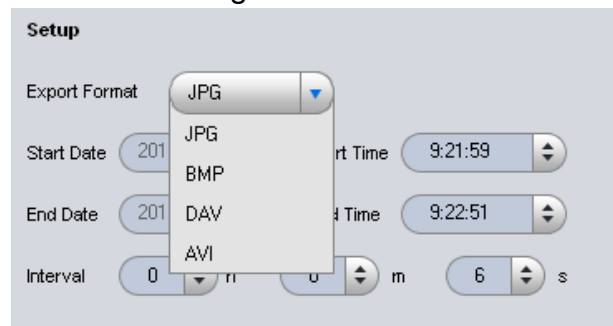 Setup
Export Format JPG
JPG
Start Date 201 rt Time 9:21:59
BMP
End Date 201 DAV Time 9:22:51
AVI
Interval 0 m 6 s